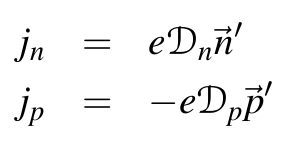 j_n = e𝒟_n n⃗′
j_p = −e𝒟_p p⃗′